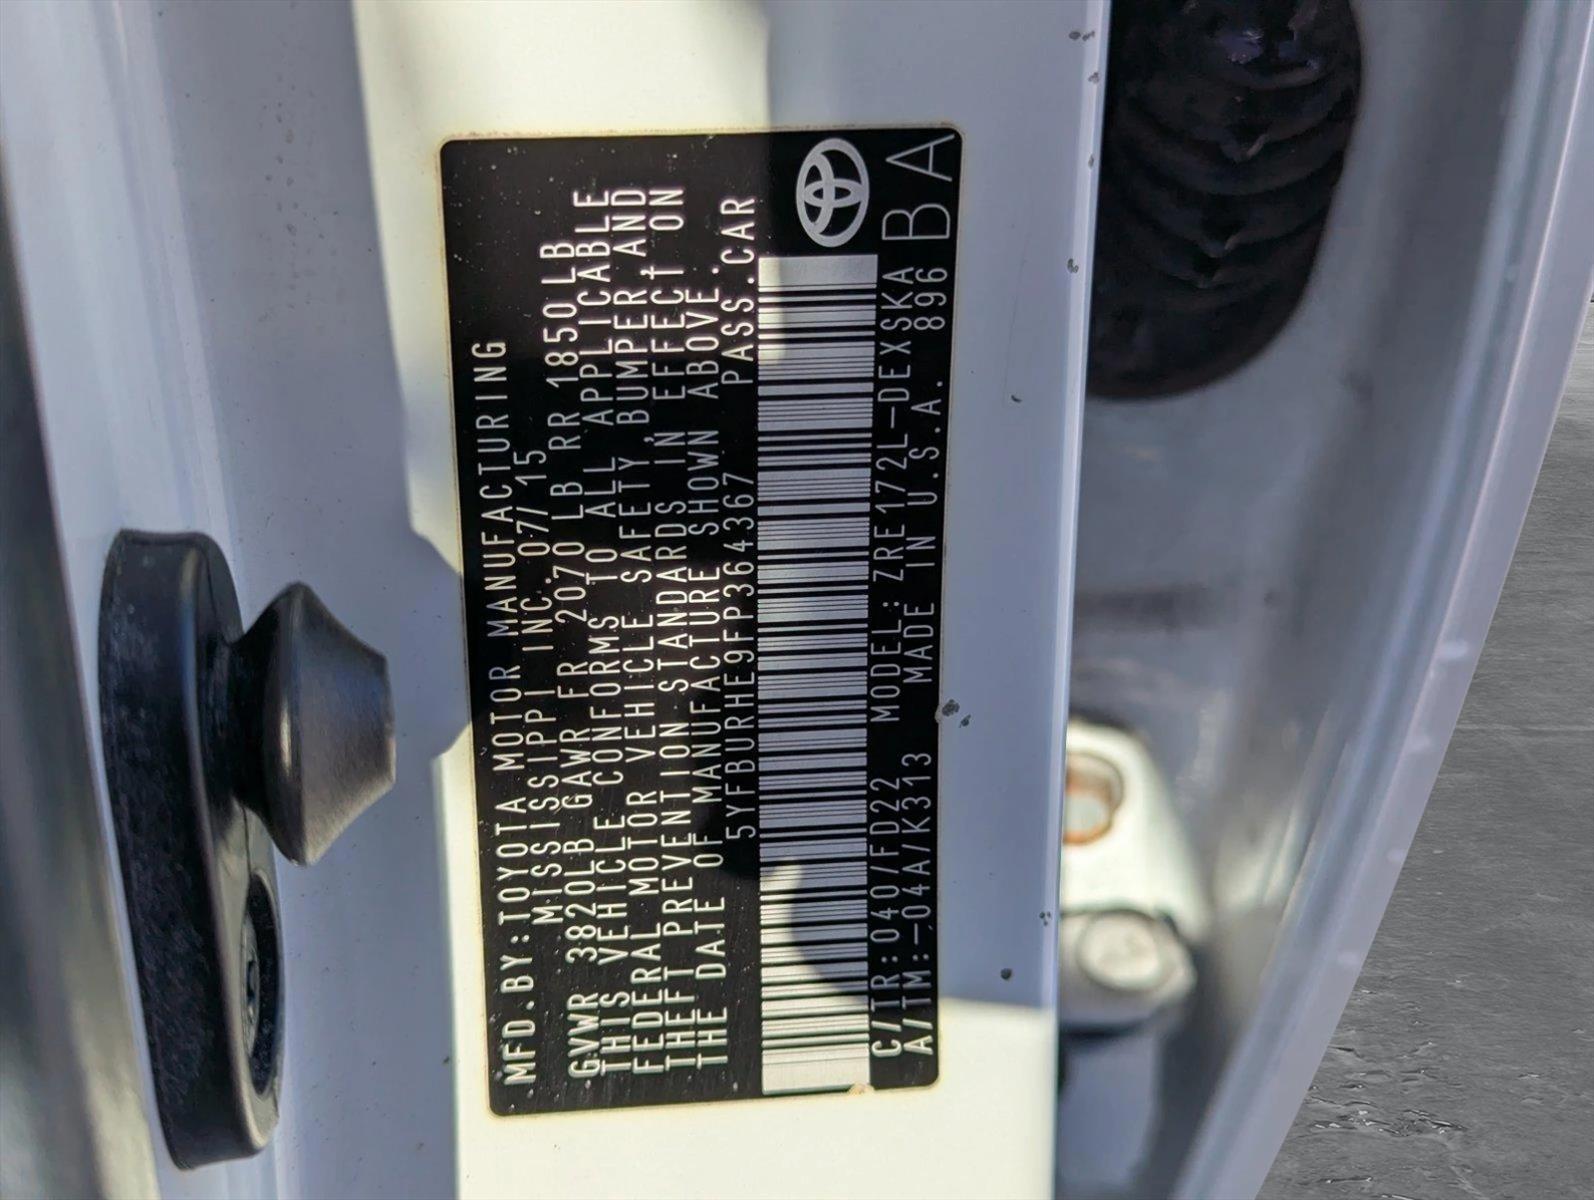 MFD.BY:TOYOTA MOTOR MANUFACTURING
MISSISSIPPI INC. 07/15
GVWR 3820LB GAWR FR 2070 LB RR 1850LB
THIS VEHICLE CONFORMS TO ALL APPLICABLE
FEDERAL MOTOR VEHICLE SAFETY,BUMPER,AND
THEFT PREVENTION STANDARDS IN EFFECT ON
THE DATE OF MANUFACTURE SHOWN ABOVE.
5YFBURHE9FP364367 PASS.CAR
C/TR:040/FD22 MODEL:ZRE172L-DEXSKA
A/TM:-04A/K313 MADE IN U.S.A. 896 BA